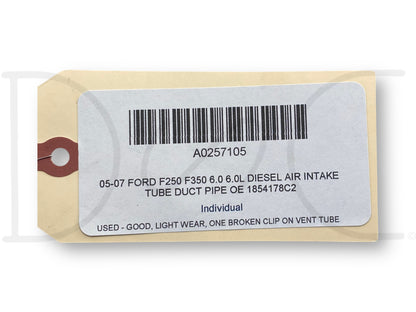 A0257105
05-07 FORD F250 F350 6.0 6.0L DIESEL AIR INTAKE
TUBE DUCT PIPE OE 1854178C2
Individual
USED - GOOD, LIGHT WEAR, ONE BROKEN CLIP ON VENT TUBE